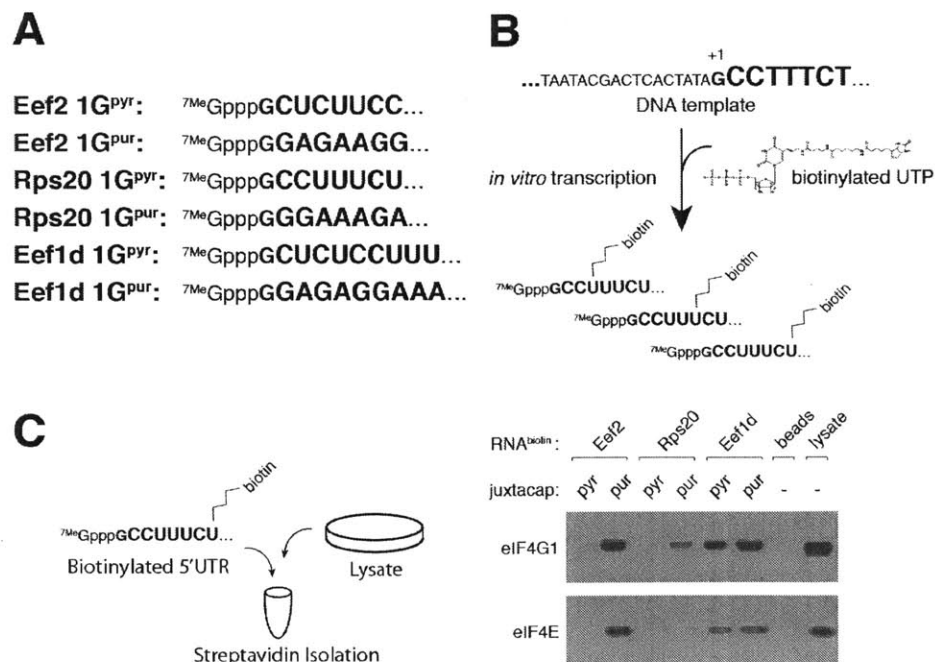 A
Eef2 1Gpyr: 7MeGpppGCUCUUCC...
Eef2 1Gpur: 7MeGpppGGAGAAGG...
Rps20 1Gpyr: 7MeGpppGCCUUUCU...
Rps20 1Gpur: 7MeGpppGGAAAGA...
Eef1d 1Gpyr: 7MeGpppGCUCUCCUUU...
Eef1d 1Gpur: 7MeGpppGGAGAGGAAA...
B
+1
...TAATACGACTCACTATAGCCTTTCT...
DNA template
in vitro transcription
biotinylated UTP
biotin
7MeGpppGCCUUUCU...
biotin
7MeGpppGCCUUUCU...
biotin
7MeGpppGCCUUUCU...
C
biotin
7MeGpppGCCUUUCU...
Biotinylated 5'UTR
Lysate
Streptavidin Isolation
RNAbiotin: Eef2 Rps20 Eef1d beads lysate
juxtacap: pyr pur pyr pur pyr pur - -
eIF4G1
eIF4E